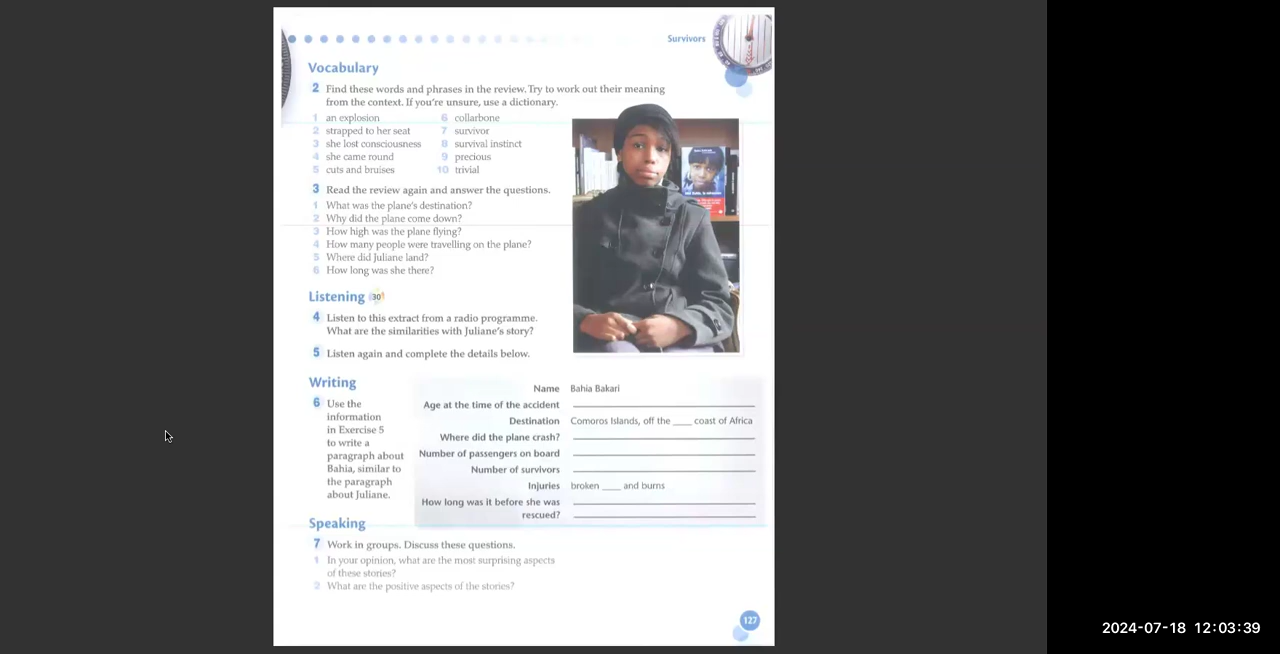 Survivors
Vocabulary
2 Find these words and phrases in the review. Try to work out their meaning
from the context. If you're unsure, use a dictionary.
1 an explosion
2 strapped to her seat
3 she lost consciousness
4 she came round
5 cuts and bruises
6 collarbone
7 survivor
8 survival instinct
9 precious
10 trivial
3 Read the review again and answer the questions.
1 What was the plane's destination?
2 Why did the plane come down?
3 How high was the plane flying?
4 How many people were travelling on the plane?
5 Where did Juliane land?
6 How long was she there?
Listening 30
4 Listen to this extract from a radio programme.
What are the similarities with Juliane's story?
5 Listen again and complete the details below.
Writing
6 Use the
information
in Exercise 5
to write a
paragraph about
Bahia, similar to
the paragraph
about Juliane.
Name Bahia Bakari
Age at the time of the accident
Destination Comoros Islands, off the ___ coast of Africa
Where did the plane crash?
Number of passengers on board
Number of survivors
Injuries broken ___ and burns
How long was it before she was
rescued?
Speaking
7 Work in groups. Discuss these questions.
1 In your opinion, what are the most surprising aspects
of these stories?
2 What are the positive aspects of the stories?
127
2024-07-18 12:03:39